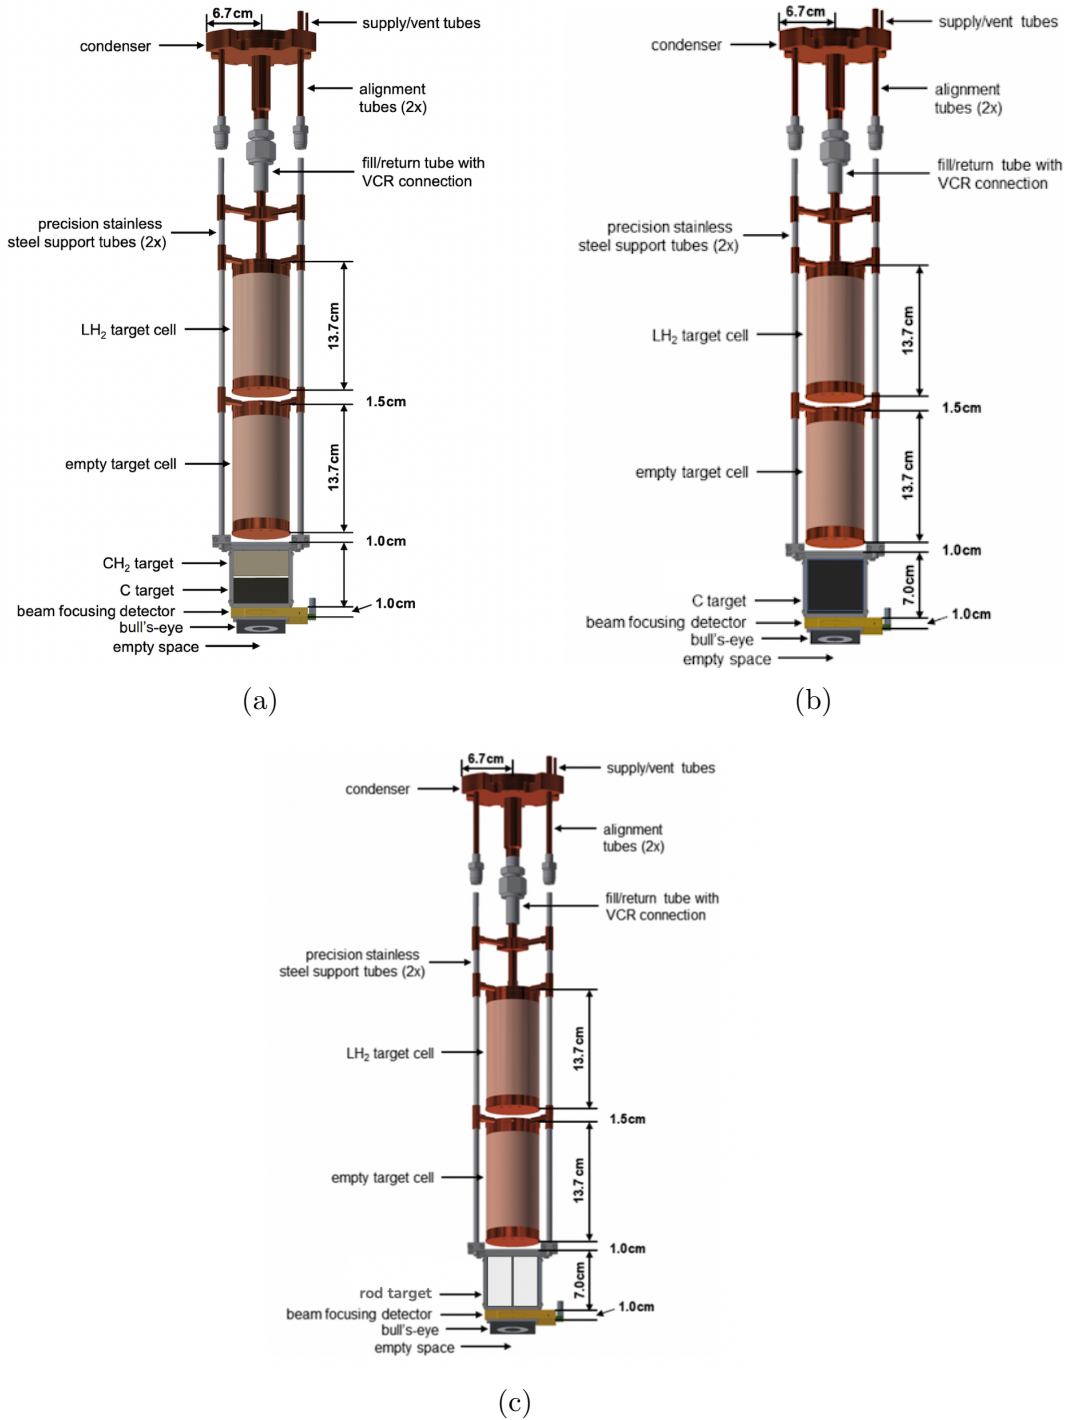 6.7cm
supply/vent tubes
condenser
alignment
tubes (2x)
fill/return tube with
VCR connection
precision stainless
steel support tubes (2x)
13.7cm
LH₂ target cell
1.5cm
13.7cm
empty target cell
1.0cm
CH₂ target
C target
1.0cm
beam focusing detector
bull's-eye
empty space
(a)
6.7cm
supply/vent tubes
condenser
alignment
tubes (2x)
fill/return tube with
VCR connection
precision stainless
steel support tubes (2x)
13.7cm
LH₂ target cell
1.5cm
13.7cm
empty target cell
1.0cm
7.0cm
C target
1.0cm
beam focusing detector
bull's-eye
empty space
(b)
6.7cm
supply/vent tubes
condenser
alignment
tubes (2x)
fill/return tube with
VCR connection
precision stainless
steel support tubes (2x)
13.7cm
LH₂ target cell
1.5cm
13.7cm
empty target cell
1.0cm
7.0cm
rod target
1.0cm
beam focusing detector
bull's-eye
empty space
(c)